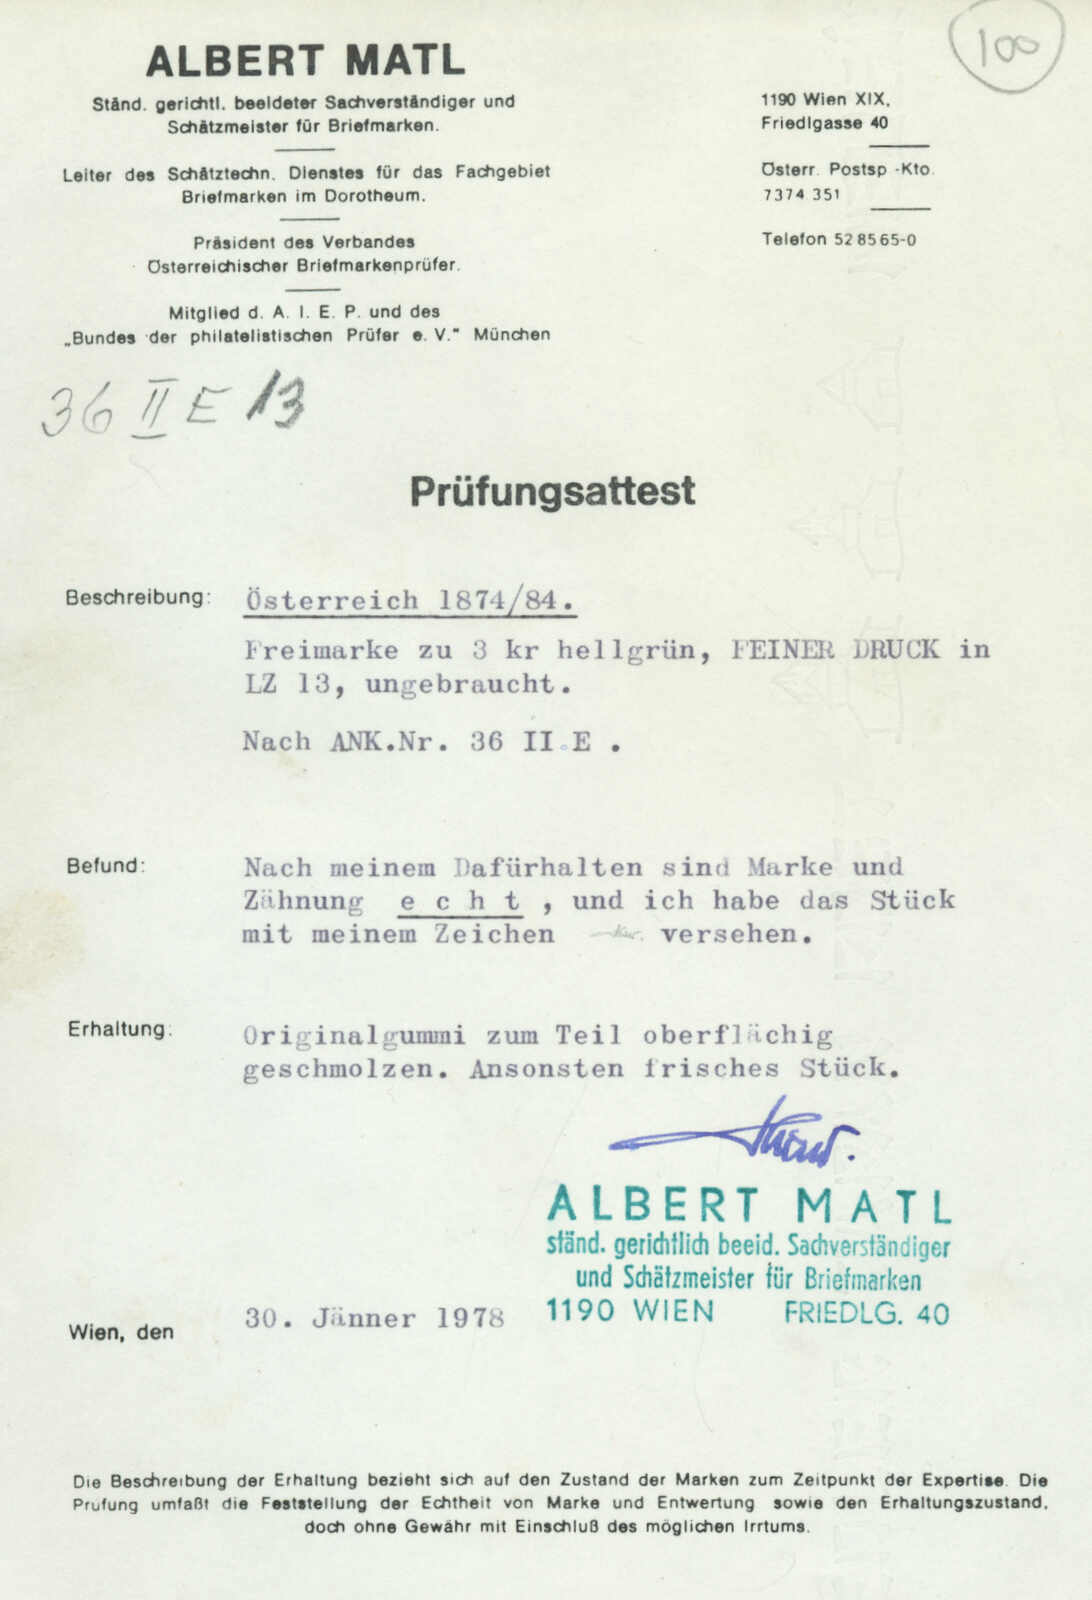 100
ALBERT MATL
Ständ. gerichtl. beeldeter Sachverständiger und
Schätzmeister für Briefmarken.
Leiter des Schätztechn. Dienstes für das Fachgebiet
Briefmarken im Dorotheum.
Präsident des Verbandes
Österreichischer Briefmarkenprüfer.
Mitglied d. A. I. E. P. und des
„Bundes der philatelistischen Prüfer e. V.“ München
1190 Wien XIX,
Friedlgasse 40
Österr. Postsp -Kto.
7374 351
Telefon 52 85 65-0
36 II E 13
Prüfungsattest
Beschreibung: Österreich 1874/84.
Freimarke zu 3 kr hellgrün, FEINER DRUCK in
LZ 13, ungebraucht.
Nach ANK.Nr. 36 II.E .
Befund: Nach meinem Dafürhalten sind Marke und
Zähnung e c h t , und ich habe das Stück
mit meinem Zeichen versehen.
Erhaltung: Originalgummi zum Teil oberflächig
geschmolzen. Ansonsten frisches Stück.
ALBERT MATL
ständ. gerichtlich beeid. Sachverständiger
und Schätzmeister für Briefmarken
1190 WIEN FRIEDLG. 40
Wien, den 30. Jänner 1978
Die Beschreibung der Erhaltung bezieht sich auf den Zustand der Marken zum Zeitpunkt der Expertise. Die
Prufung umfaßt die Feststellung der Echtheit von Marke und Entwertung sowie den Erhaltungszustand,
doch ohne Gewähr mit Einschluß des möglichen Irrtums.